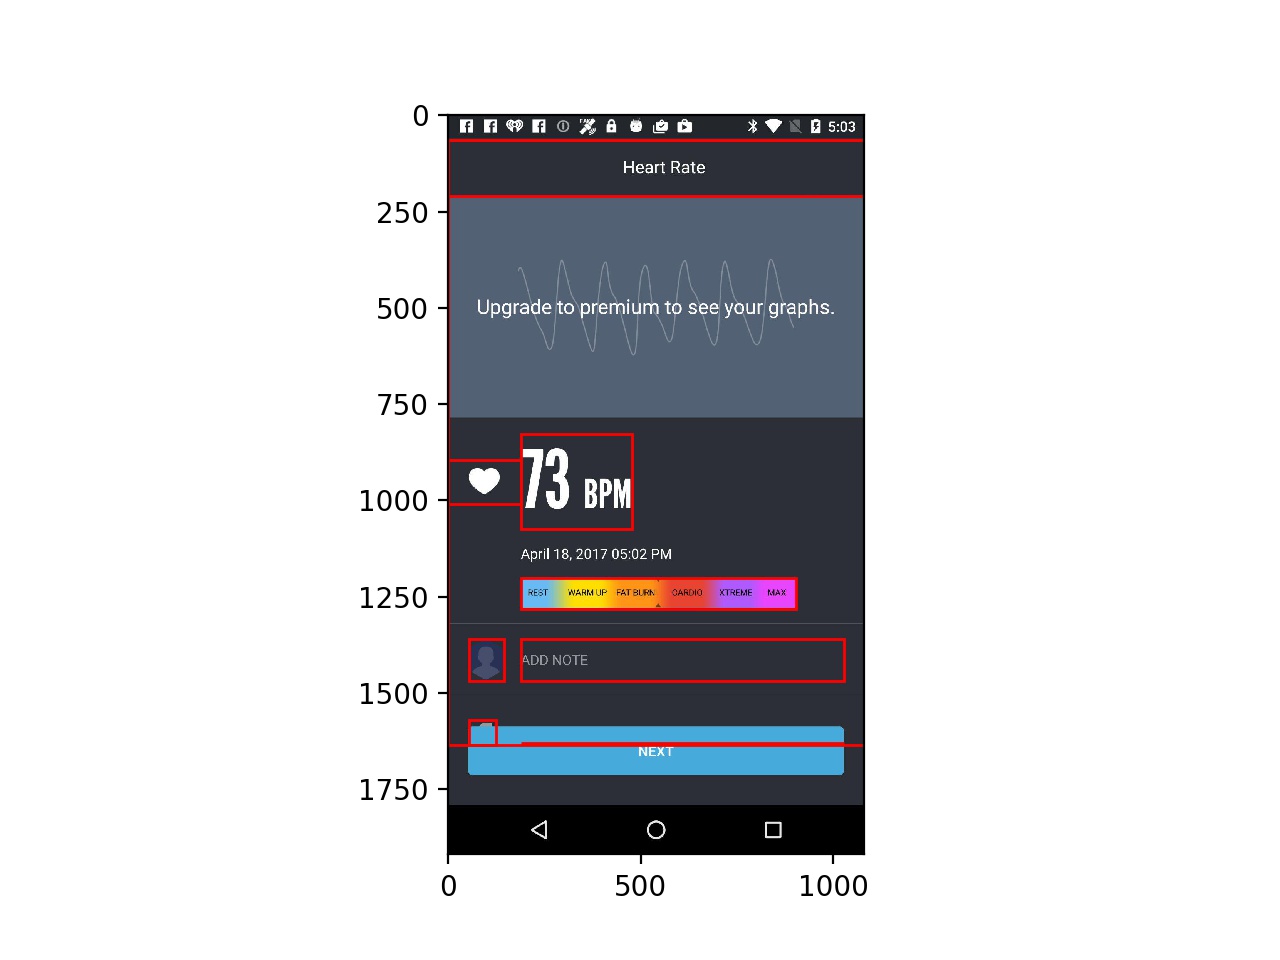 0
250
500
750
1000
1250
1500
1750
0 500 1000
5:03
Heart Rate
Upgrade to premium to see your graphs.
73 BPM
April 18, 2017 05:02 PM
REST WARM UP FAT BURN CARDIO XTREME MAX
ADD NOTE
NEXT